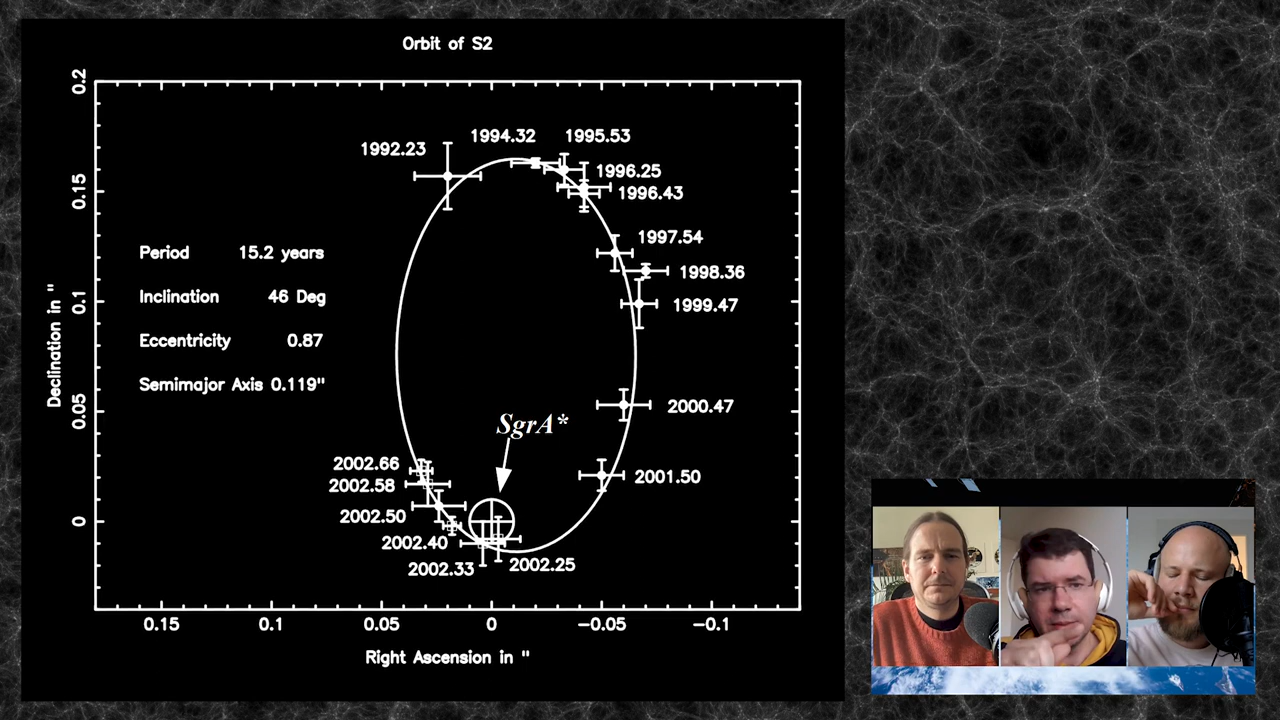 Orbit of S2
0.2
0.15
0.1
0.05
0
Declination in ''
1992.23
1994.32
1995.53
1996.25
1996.43
1997.54
1998.36
1999.47
2000.47
2001.50
Period 15.2 years
Inclination 46 Deg
Eccentricity 0.87
Semimajor Axis 0.119"
SgrA*
2002.66
2002.58
2002.50
2002.40
2002.33
2002.25
0.15 0.1 0.05 0 −0.05 −0.1
Right Ascension in ''